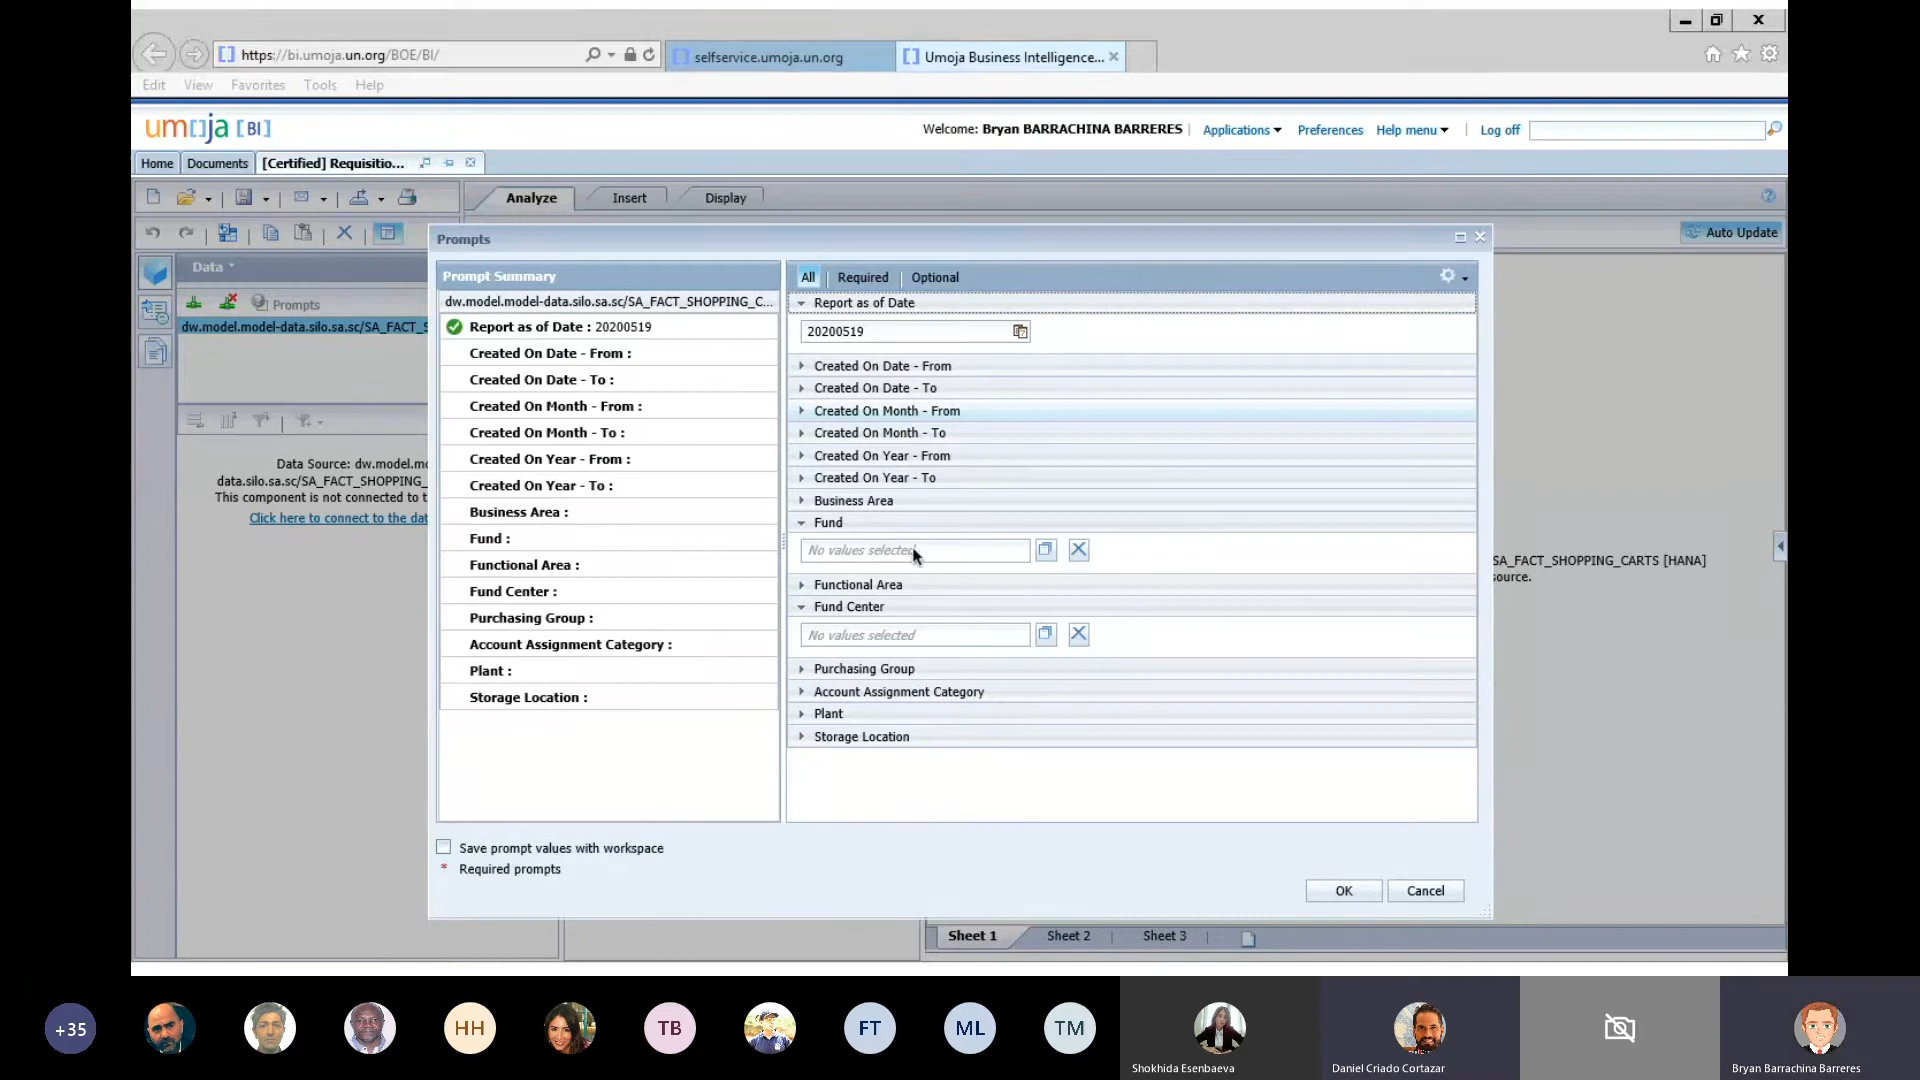 https://bi.umoja.un.org/BOE/BI/
selfservice.umoja.un.org
Umoja Business Intelligence...
Edit View Favorites Tools Help
um[]ja [BI]
Welcome: Bryan BARRACHINA BARRERES
Applications
Preferences
Help menu
Log off
Home
Documents
[Certified] Requisitio...
Analyze
Insert
Display
Auto Update
Data
Prompts
dw.model.model-data.silo.sa.sc/SA_FACT_S
Data Source: dw.model.m
data.silo.sa.sc/SA_FACT_SHOPPING_
This component is not connected to t
Click here to connect to the dat
Prompts
Prompt Summary
dw.model.model-data.silo.sa.sc/SA_FACT_SHOPPING_C...
Report as of Date : 20200519
Created On Date - From :
Created On Date - To :
Created On Month - From :
Created On Month - To :
Created On Year - From :
Created On Year - To :
Business Area :
Fund :
Functional Area :
Fund Center :
Purchasing Group :
Account Assignment Category :
Plant :
Storage Location :
All
Required
Optional
Report as of Date
20200519
Created On Date - From
Created On Date - To
Created On Month - From
Created On Month - To
Created On Year - From
Created On Year - To
Business Area
Fund
No values selected
Functional Area
Fund Center
No values selected
Purchasing Group
Account Assignment Category
Plant
Storage Location
Save prompt values with workspace
* Required prompts
OK
Cancel
SA_FACT_SHOPPING_CARTS [HANA]
source.
Sheet 1
Sheet 2
Sheet 3
+35
HH
TB
FT
ML
TM
Shokhida Esenbaeva
Daniel Criado Cortazar
Bryan Barrachina Barreres